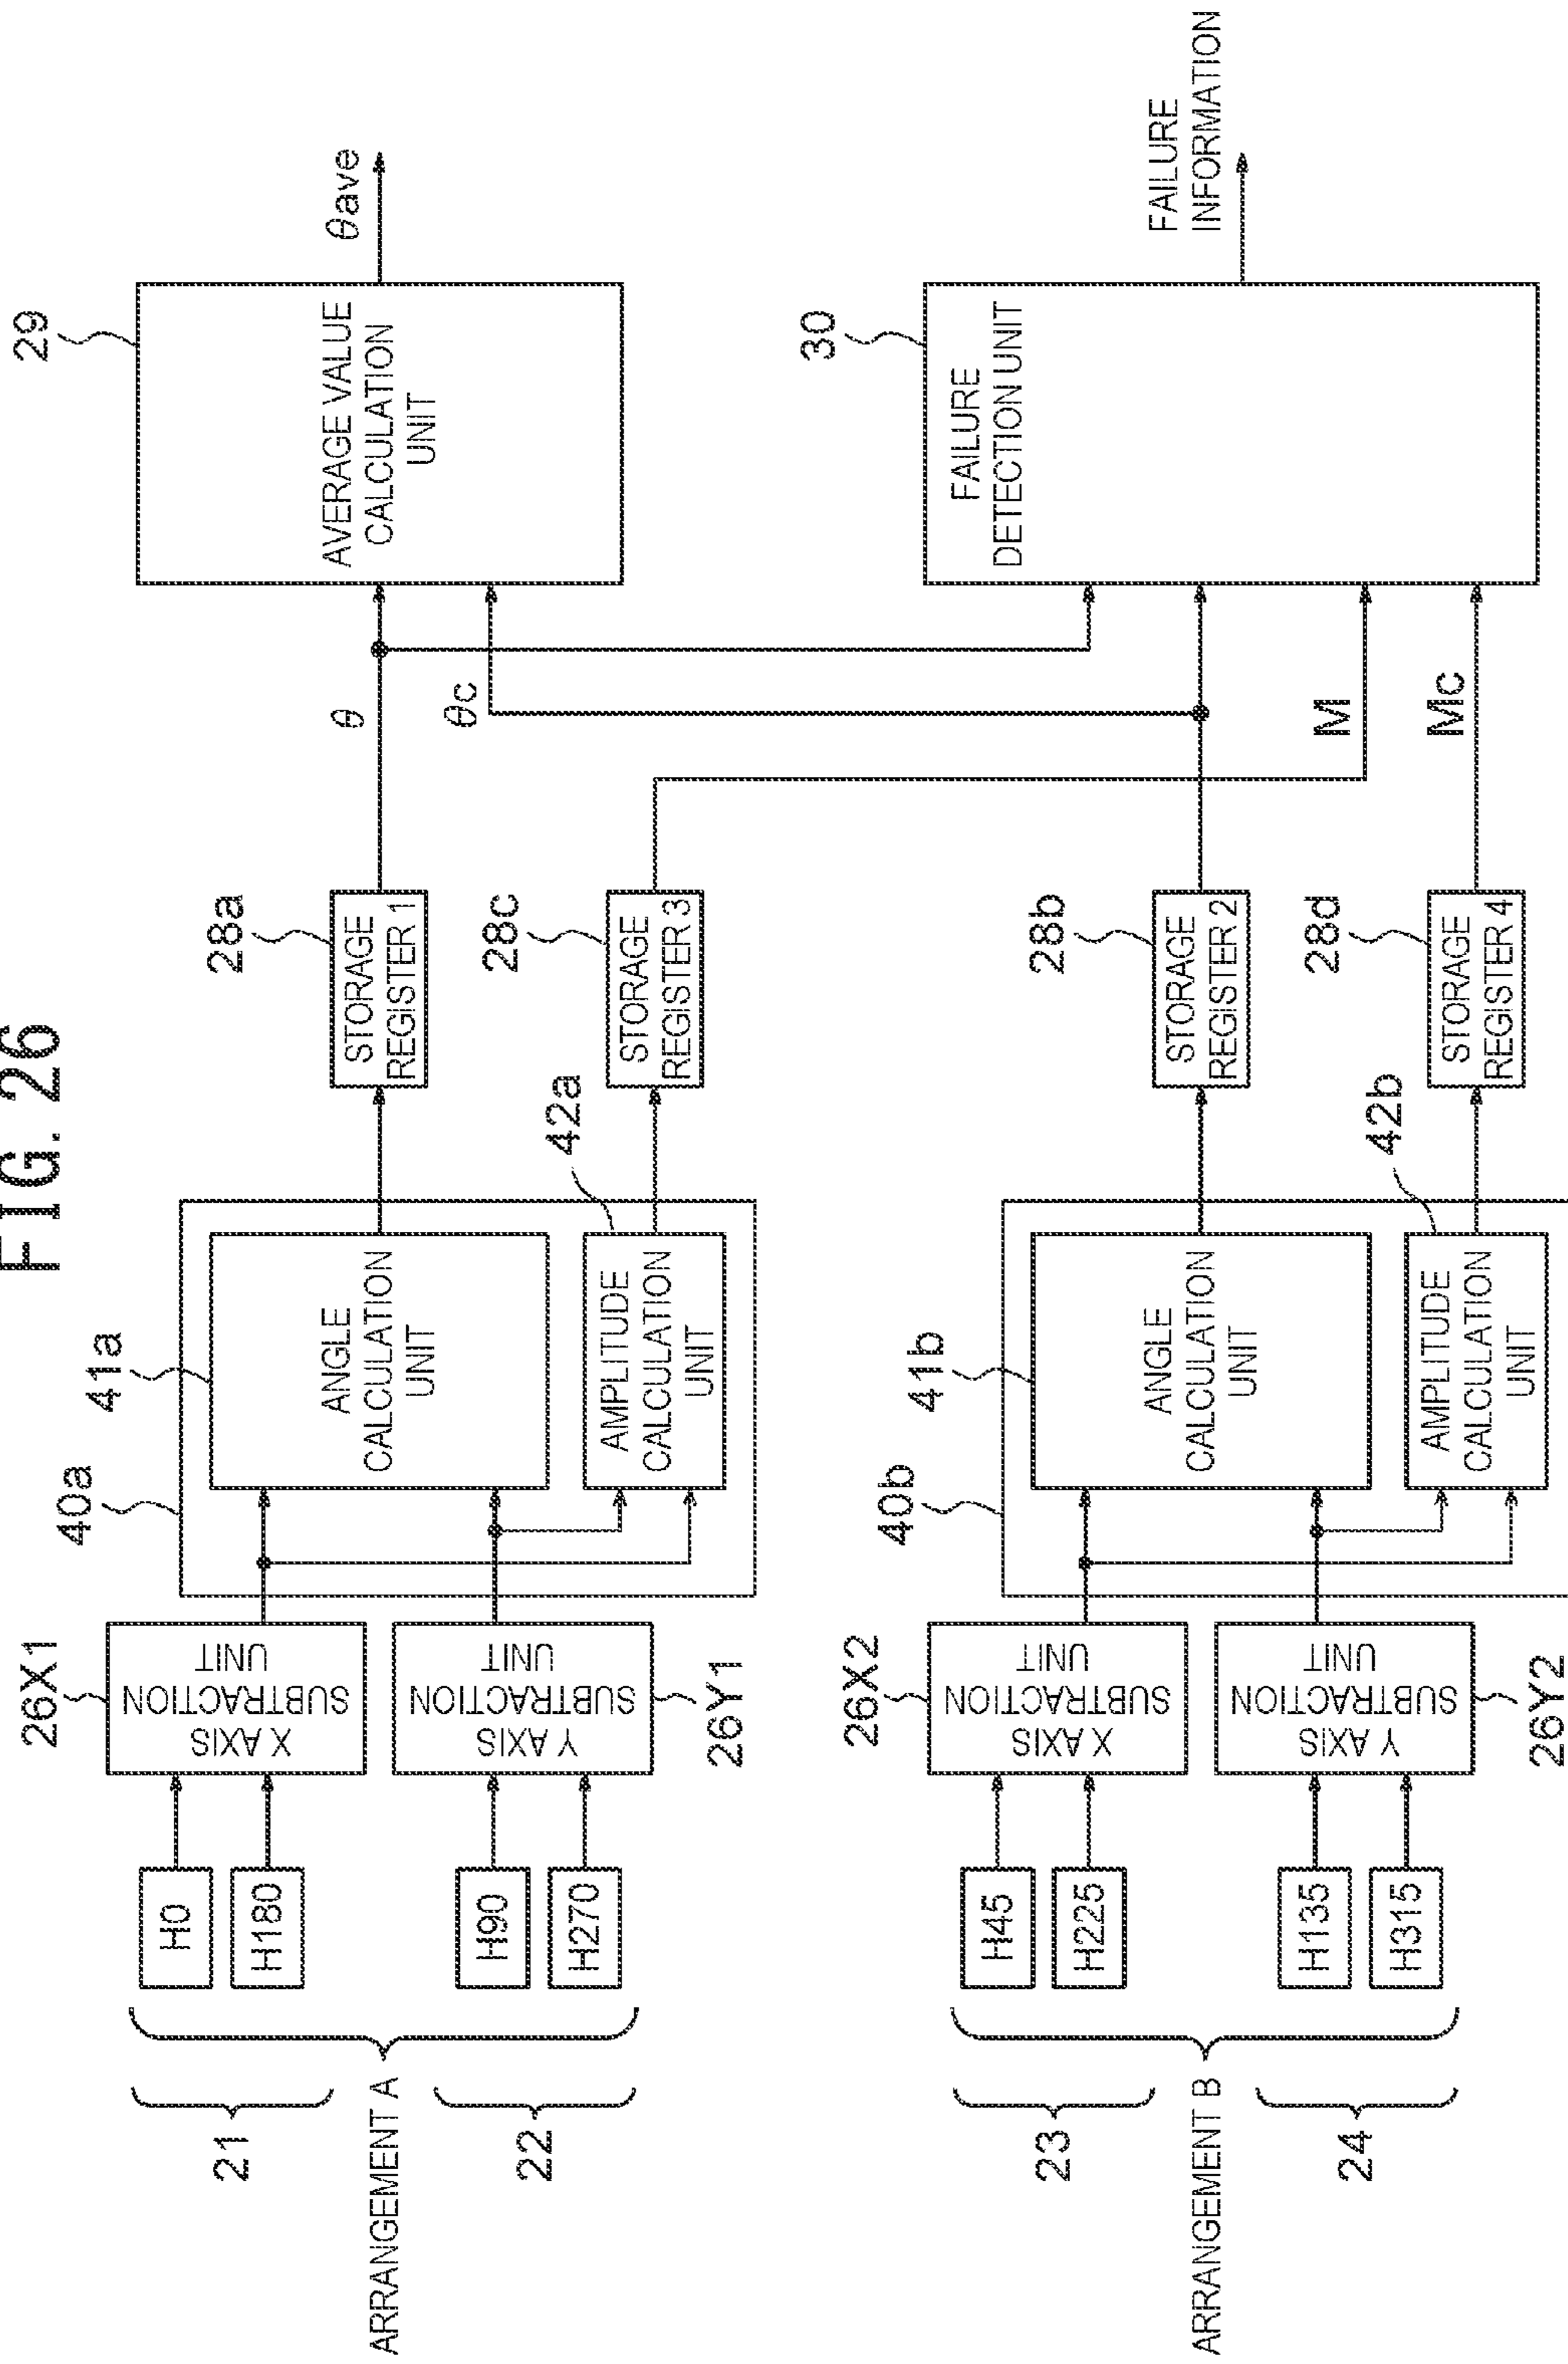 FIG. 26
ARRANGEMENT A
21
22
H0
H180
H90
H270
26X1
X AXIS
SUBTRACTION
UNIT
26Y1
Y AXIS
SUBTRACTION
UNIT
40a
41a
ANGLE
CALCULATION
UNIT
42a
AMPLITUDE
CALCULATION
UNIT
28a
STORAGE
REGISTER 1
28c
STORAGE
REGISTER 3
θ
θc
29
AVERAGE VALUE
CALCULATION
UNIT
θave
ARRANGEMENT B
23
24
H45
H225
H135
H315
26X2
X AXIS
SUBTRACTION
UNIT
26Y2
Y AXIS
SUBTRACTION
UNIT
40b
41b
ANGLE
CALCULATION
UNIT
42b
AMPLITUDE
CALCULATION
UNIT
28b
STORAGE
REGISTER 2
28d
STORAGE
REGISTER 4
M
Mc
30
FAILURE
DETECTION UNIT
FAILURE
INFORMATION